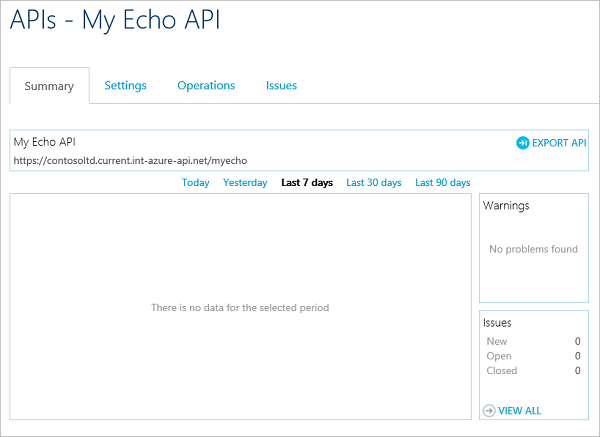 APIs - My Echo API
Summary Settings Operations Issues
My Echo API
EXPORT API
https://contosoltd.current.int-azure-api.net/myecho
Today Yesterday Last 7 days Last 30 days Last 90 days
There is no data for the selected period
Warnings
No problems found
Issues
New 0
Open 0
Closed 0
VIEW ALL